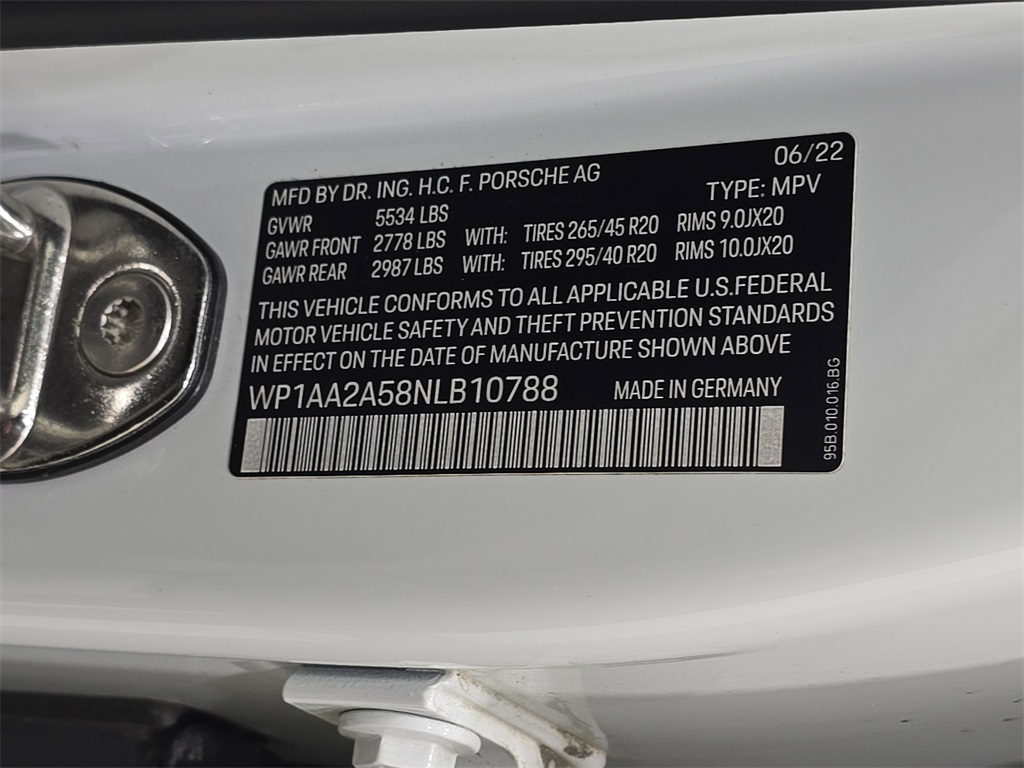 06/22
MFD BY DR. ING. H.C. F. PORSCHE AG
TYPE: MPV
GVWR 5534 LBS
GAWR FRONT 2778 LBS WITH: TIRES 265/45 R20 RIMS 9.0JX20
GAWR REAR 2987 LBS WITH: TIRES 295/40 R20 RIMS 10.0JX20
THIS VEHICLE CONFORMS TO ALL APPLICABLE U.S.FEDERAL
MOTOR VEHICLE SAFETY AND THEFT PREVENTION STANDARDS
IN EFFECT ON THE DATE OF MANUFACTURE SHOWN ABOVE
WP1AA2A58NLB10788 MADE IN GERMANY
95B.010.016.BG